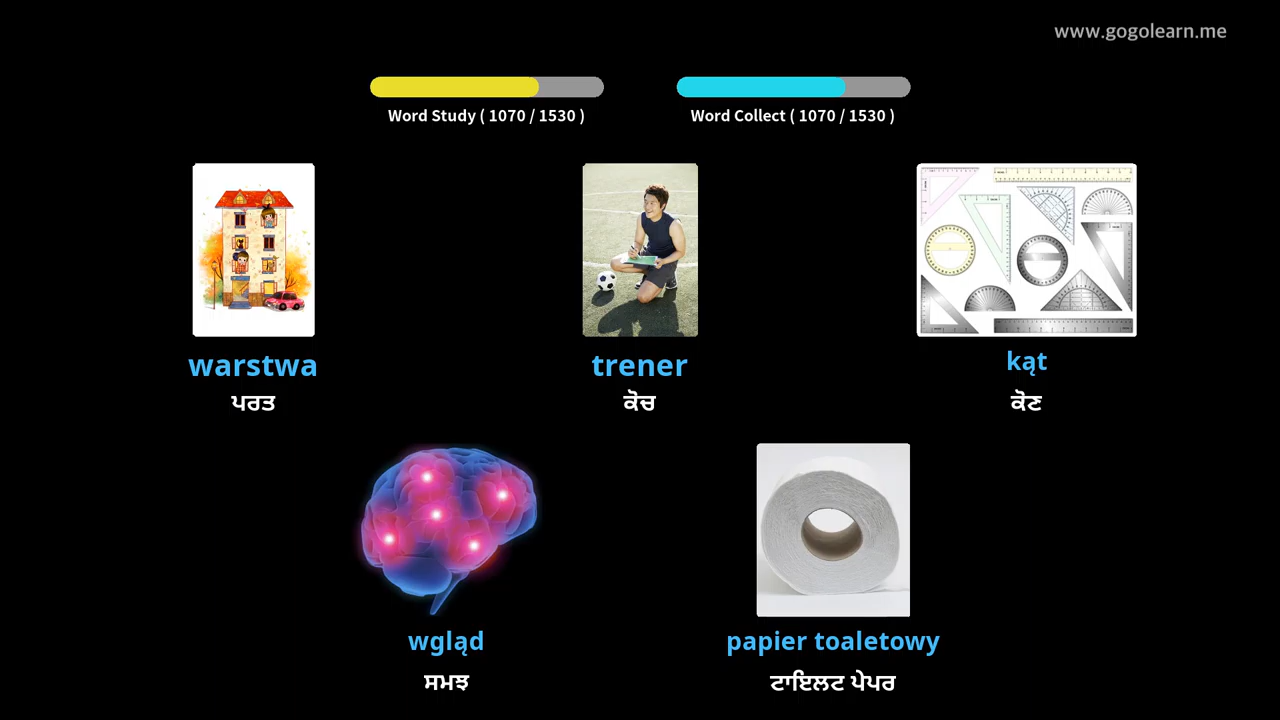 www.gogolearn.me
Word Study ( 1070 / 1530 )
Word Collect ( 1070 / 1530 )
warstwa
ਪਰਤ
trener
ਕੋਚ
kąt
ਕੋਣ
wgląd
ਸਮਝ
papier toaletowy
ਟਾਇਲਟ ਪੇਪਰ